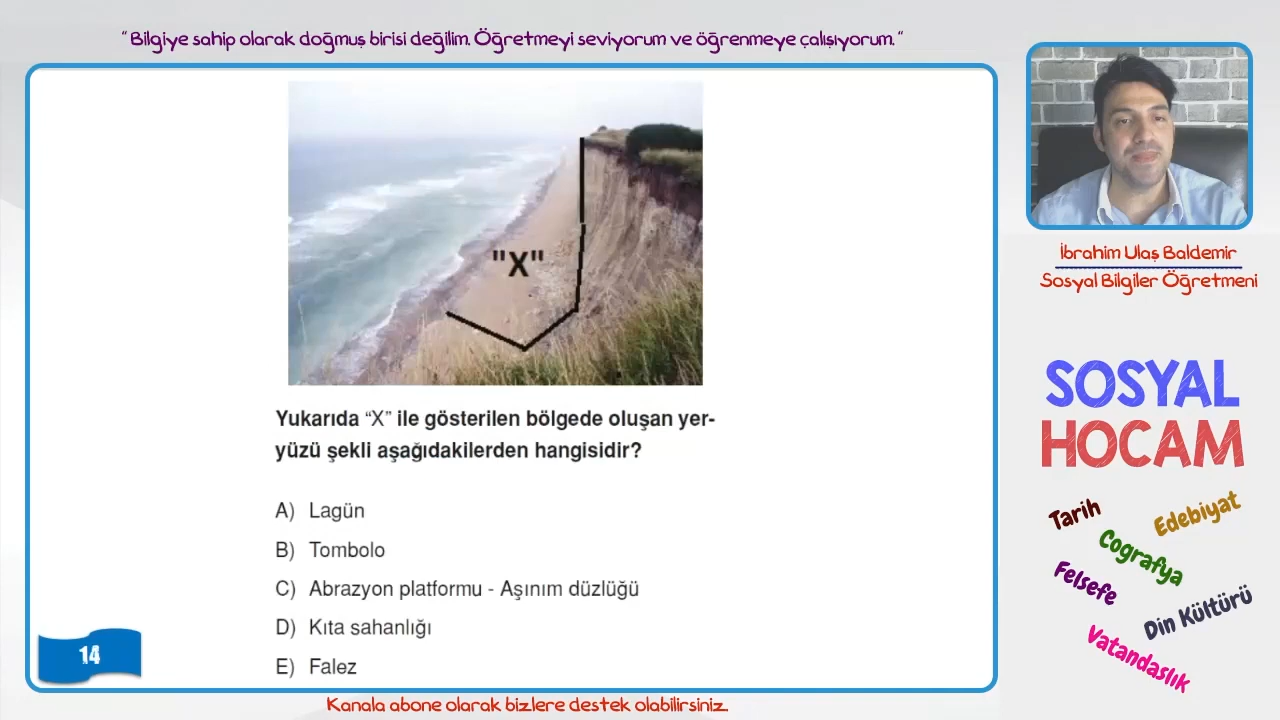 “Bilgiye sahip olarak doğmuş birisi değilim. Öğretmeyi seviyorum ve öğrenmeye çalışıyorum.“
"X"
Yukarıda “X” ile gösterilen bölgede oluşan yer-
yüzü şekli aşağıdakilerden hangisidir?
A) Lagün
B) Tombolo
C) Abrazyon platformu - Aşınım düzlüğü
D) Kıta sahanlığı
E) Falez
14
Kanala abone olarak bizlere destek olabilirsiniz.
İbrahim Ulaş Baldemir
Sosyal Bilgiler Öğretmeni
SOSYAL
HOCAM
Tarih
Edebiyat
Coğrafya
Felsefe
Din Kültürü
Vatandaslık